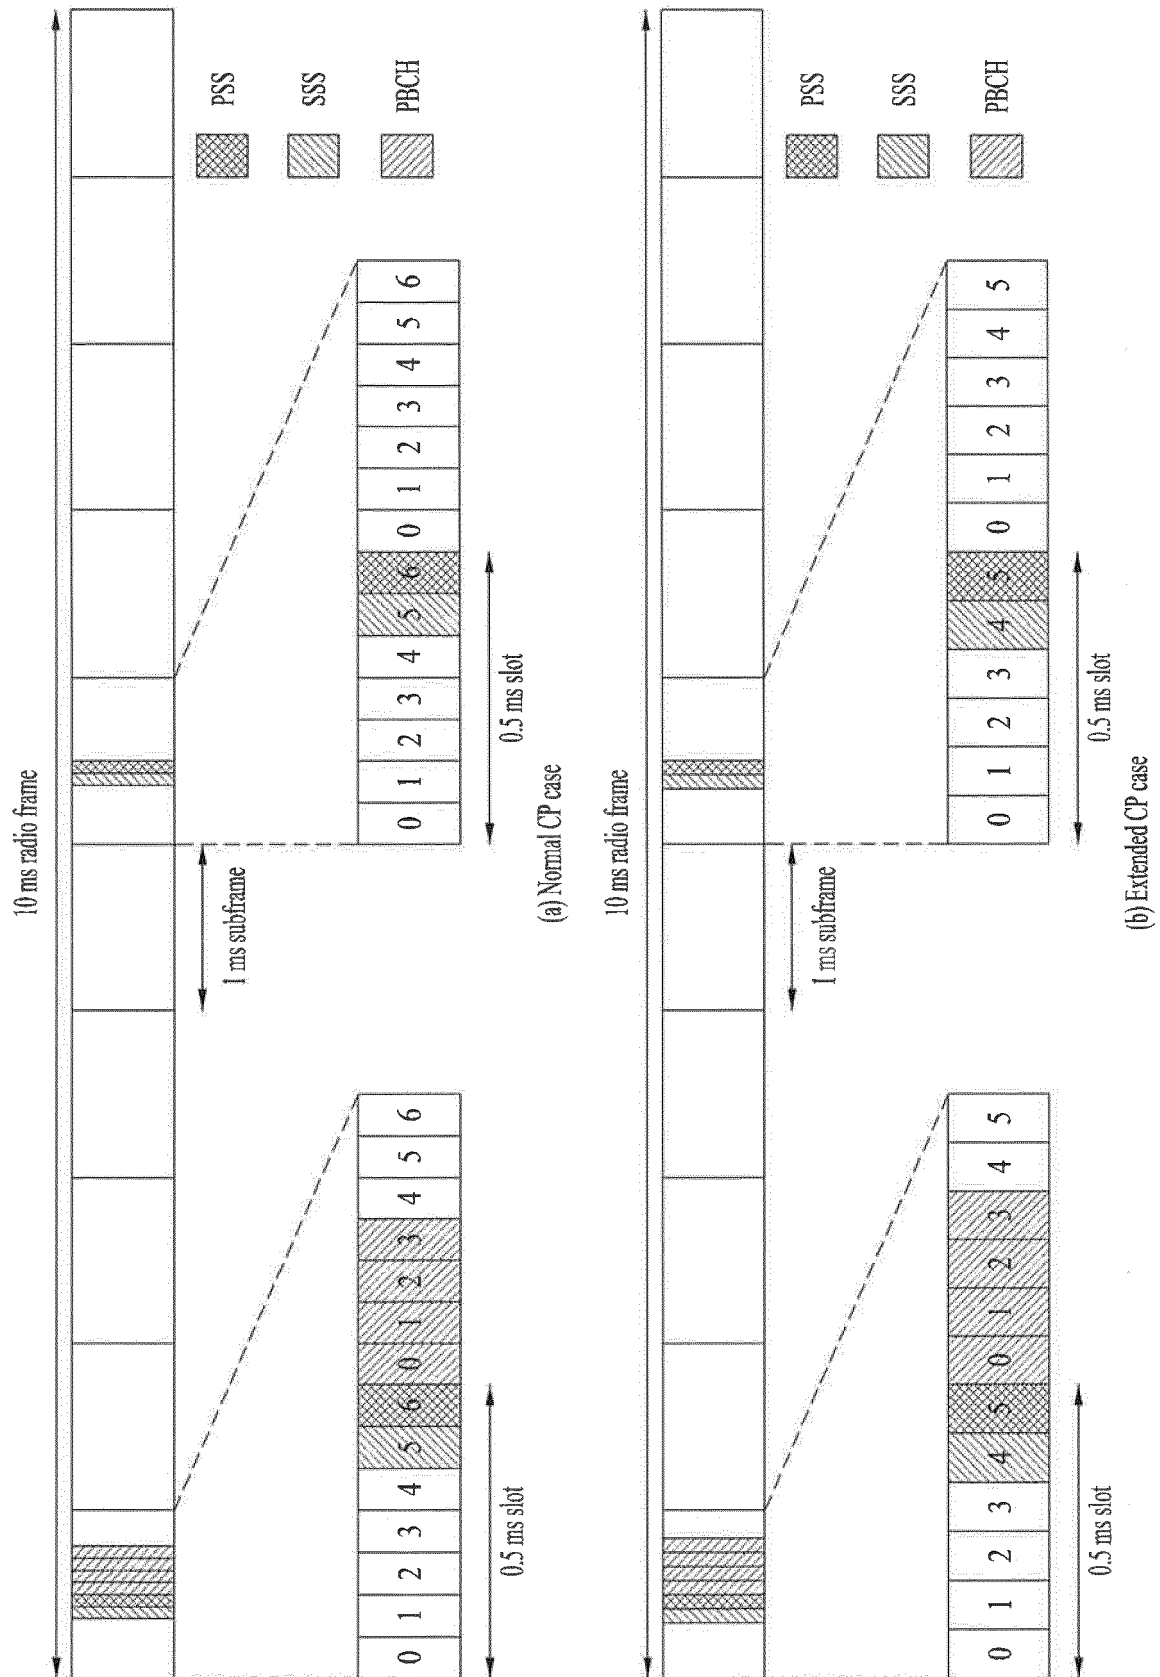 10 ms radio frame
PSS
SSS
PBCH
1 ms subframe
0 1 2 3 4 5 6 0 1 2 3 4 5 6
0 1 2 3 4 5 6 0 1 2 3 4 5 6
0.5 ms slot
0.5 ms slot
(a) Normal CP case
10 ms radio frame
PSS
SSS
PBCH
1 ms subframe
0 1 2 3 4 5 0 1 2 3 4 5
0 1 2 3 4 5 0 1 2 3 4 5
0.5 ms slot
0.5 ms slot
(b) Extended CP case